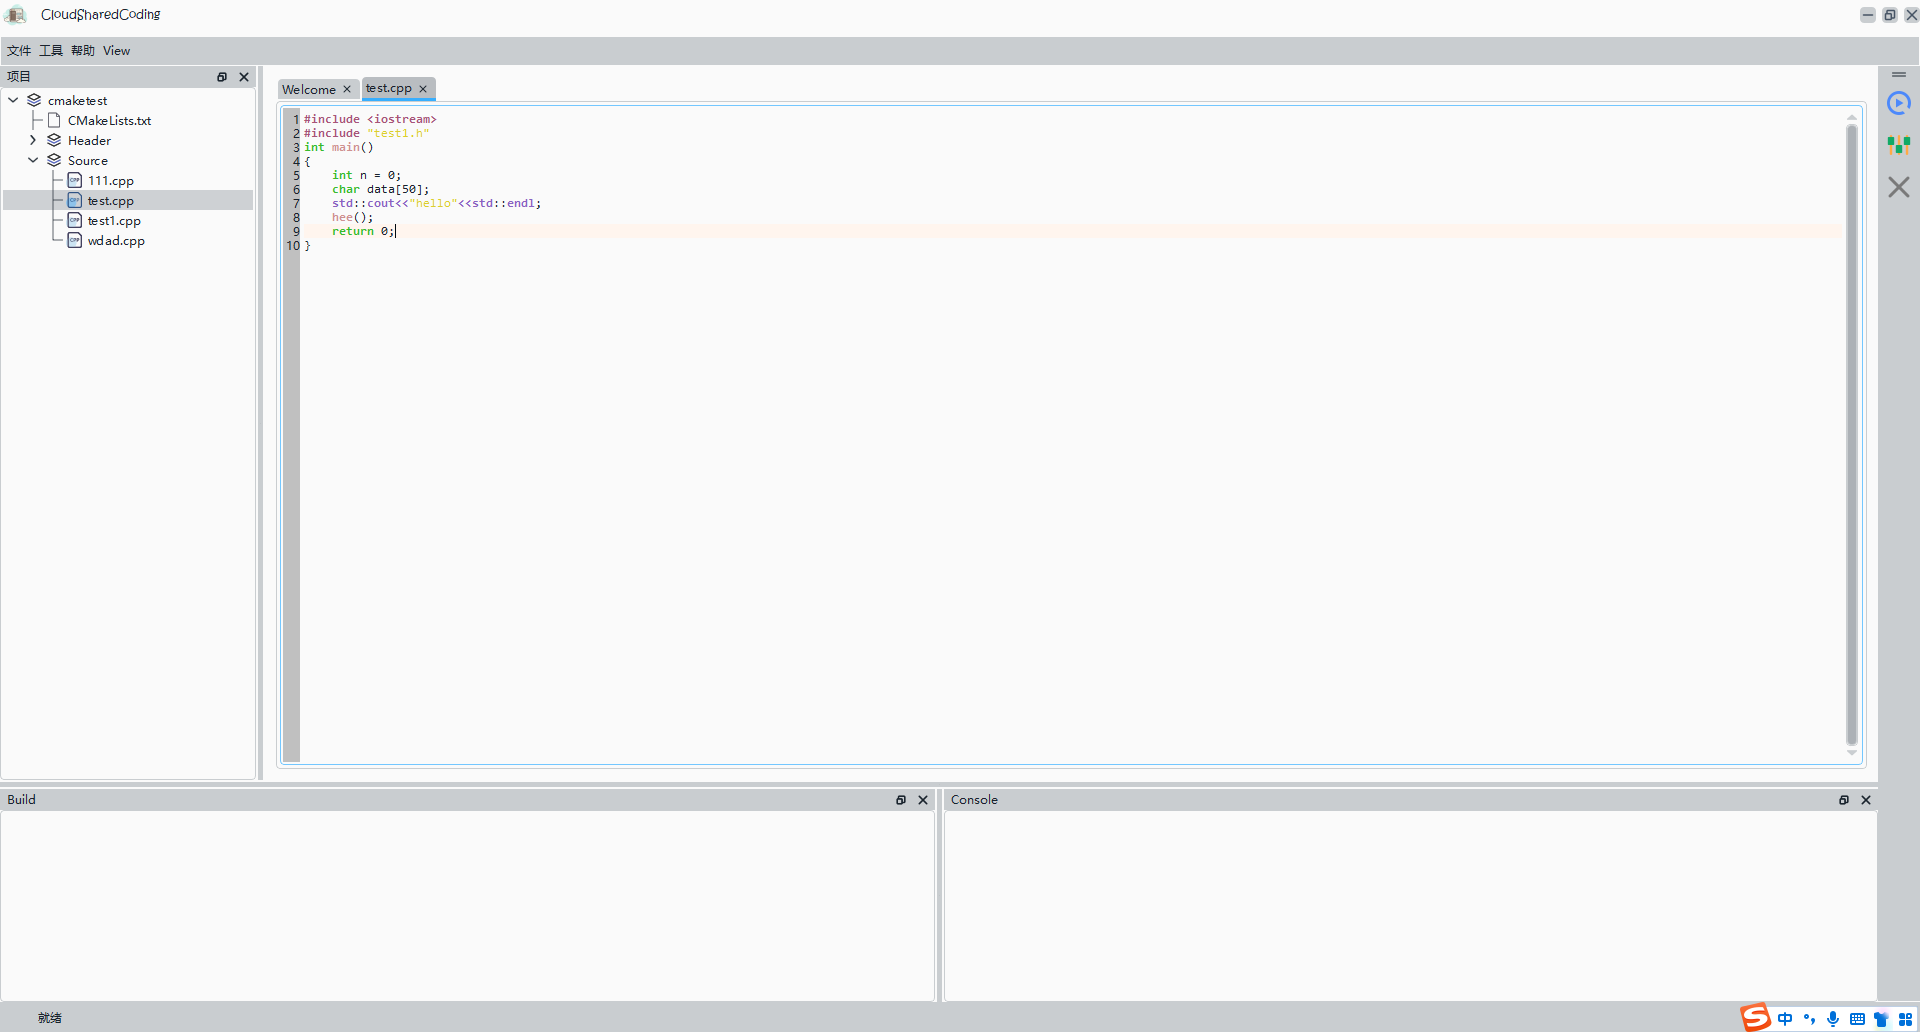 CloudSharedCoding
文件 工具 帮助 View
项目
cmaketest
CMakeLists.txt
Header
Source
111.cpp
test.cpp
test1.cpp
wdad.cpp
Welcome test.cpp
1 #include <iostream>
2 #include "test1.h"
3 int main()
4 {
5     int n = 0;
6     char data[50];
7     std::cout<<"hello"<<std::endl;
8     hee();
9     return 0;
10 }
Build
Console
就绪
中